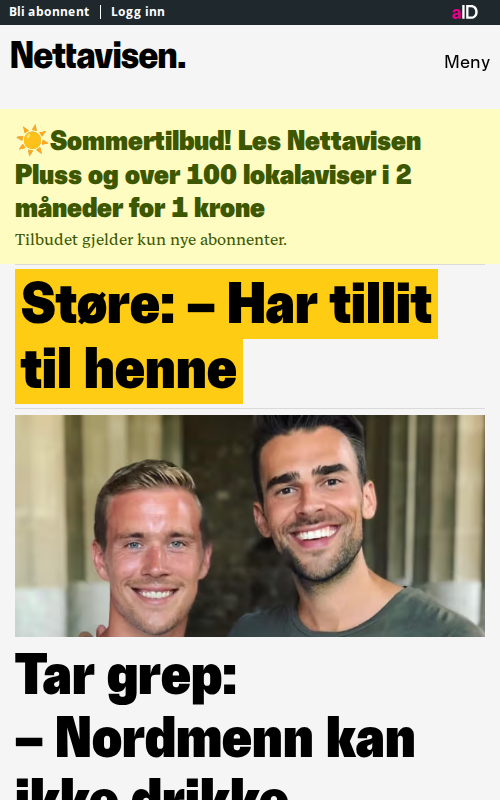 Bli abonnent | Logg inn
aID
Nettavisen.
Meny
☀️Sommertilbud! Les Nettavisen
Pluss og over 100 lokalaviser i 2
måneder for 1 krone
Tilbudet gjelder kun nye abonnenter.
Støre: – Har tillit
til henne
Tar grep:
– Nordmenn kan
ikke drikke